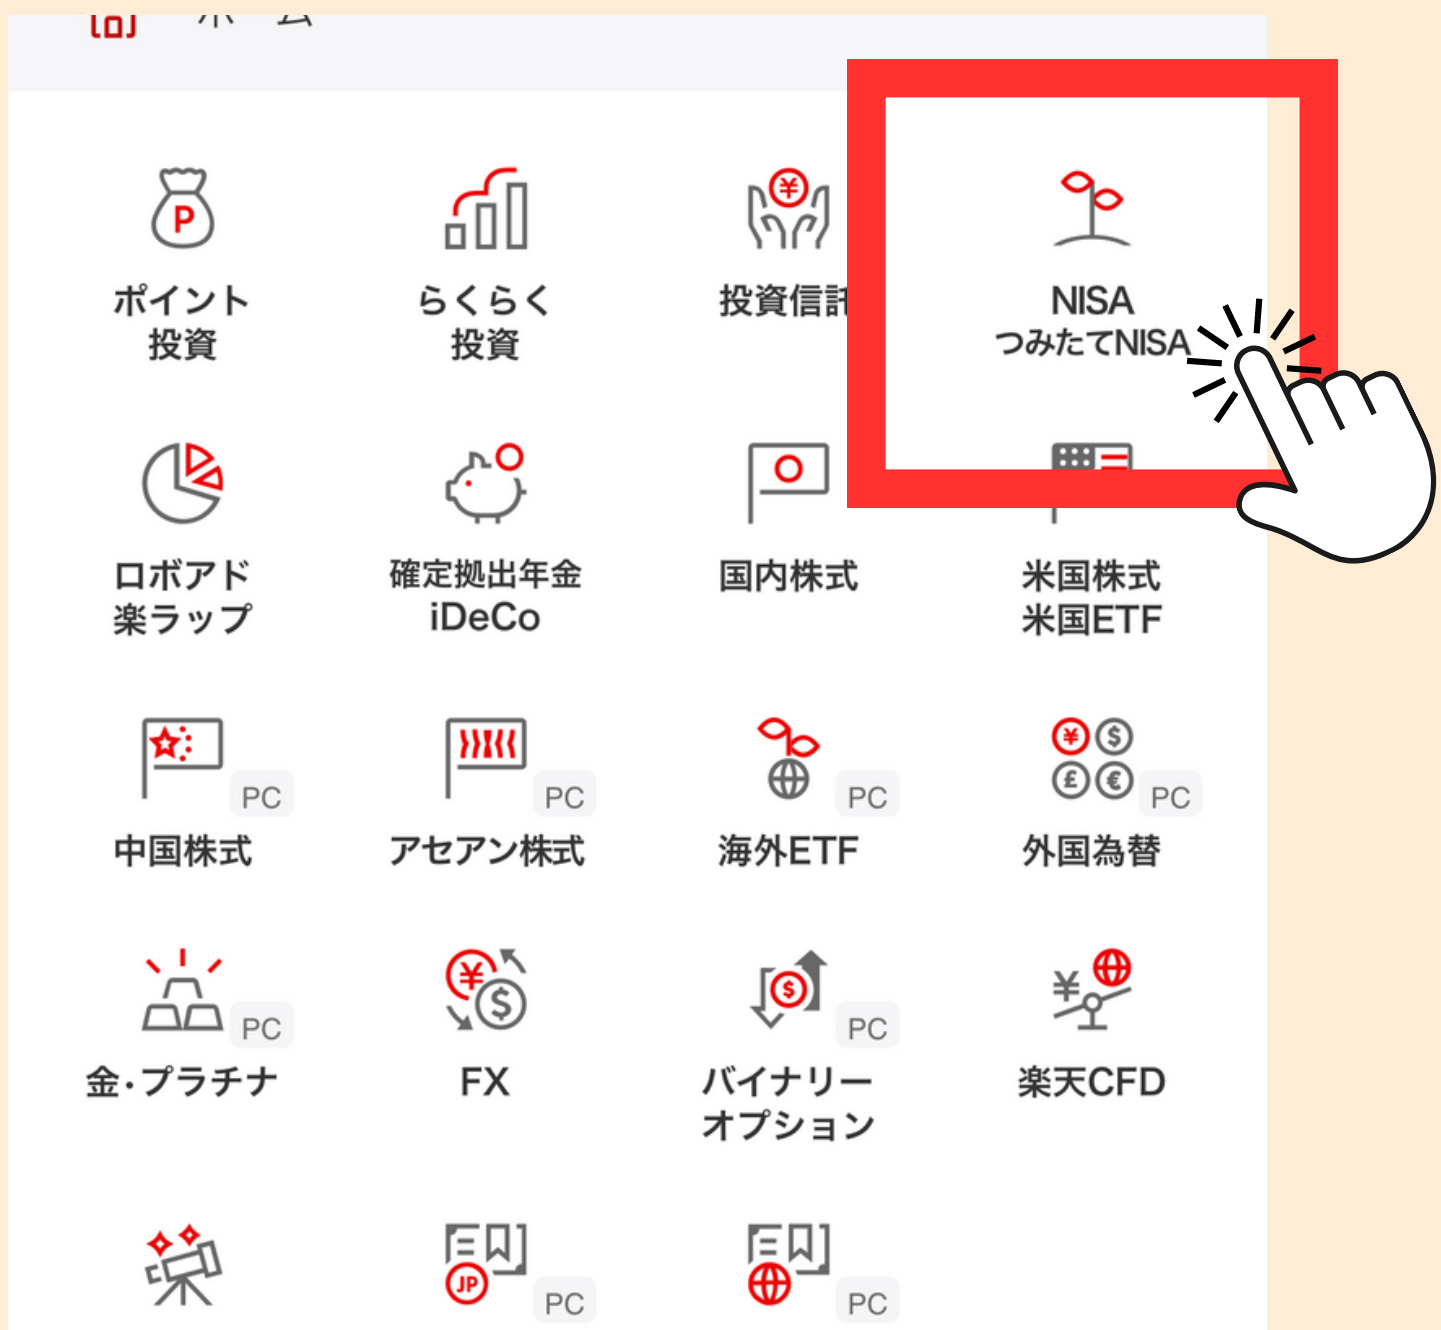 ホーム
ポイント
投資
らくらく
投資
投資信託
NISA
つみたてNISA
ロボアド
楽ラップ
確定拠出年金
iDeCo
国内株式
米国株式
米国ETF
PC
中国株式
PC
アセアン株式
PC
海外ETF
PC
外国為替
PC
金・プラチナ
FX
PC
バイナリー
オプション
楽天CFD
JP
PC
PC